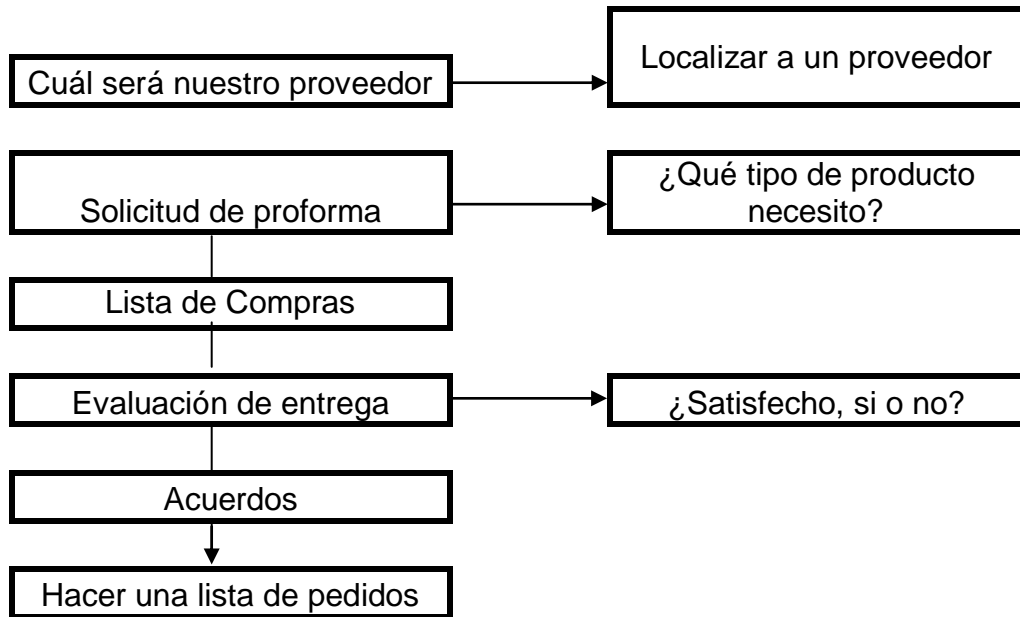 Cuál será nuestro proveedor
Localizar a un proveedor
Solicitud de proforma
¿Qué tipo de producto
necesito?
Lista de Compras
Evaluación de entrega
¿Satisfecho, si o no?
Acuerdos
Hacer una lista de pedidos